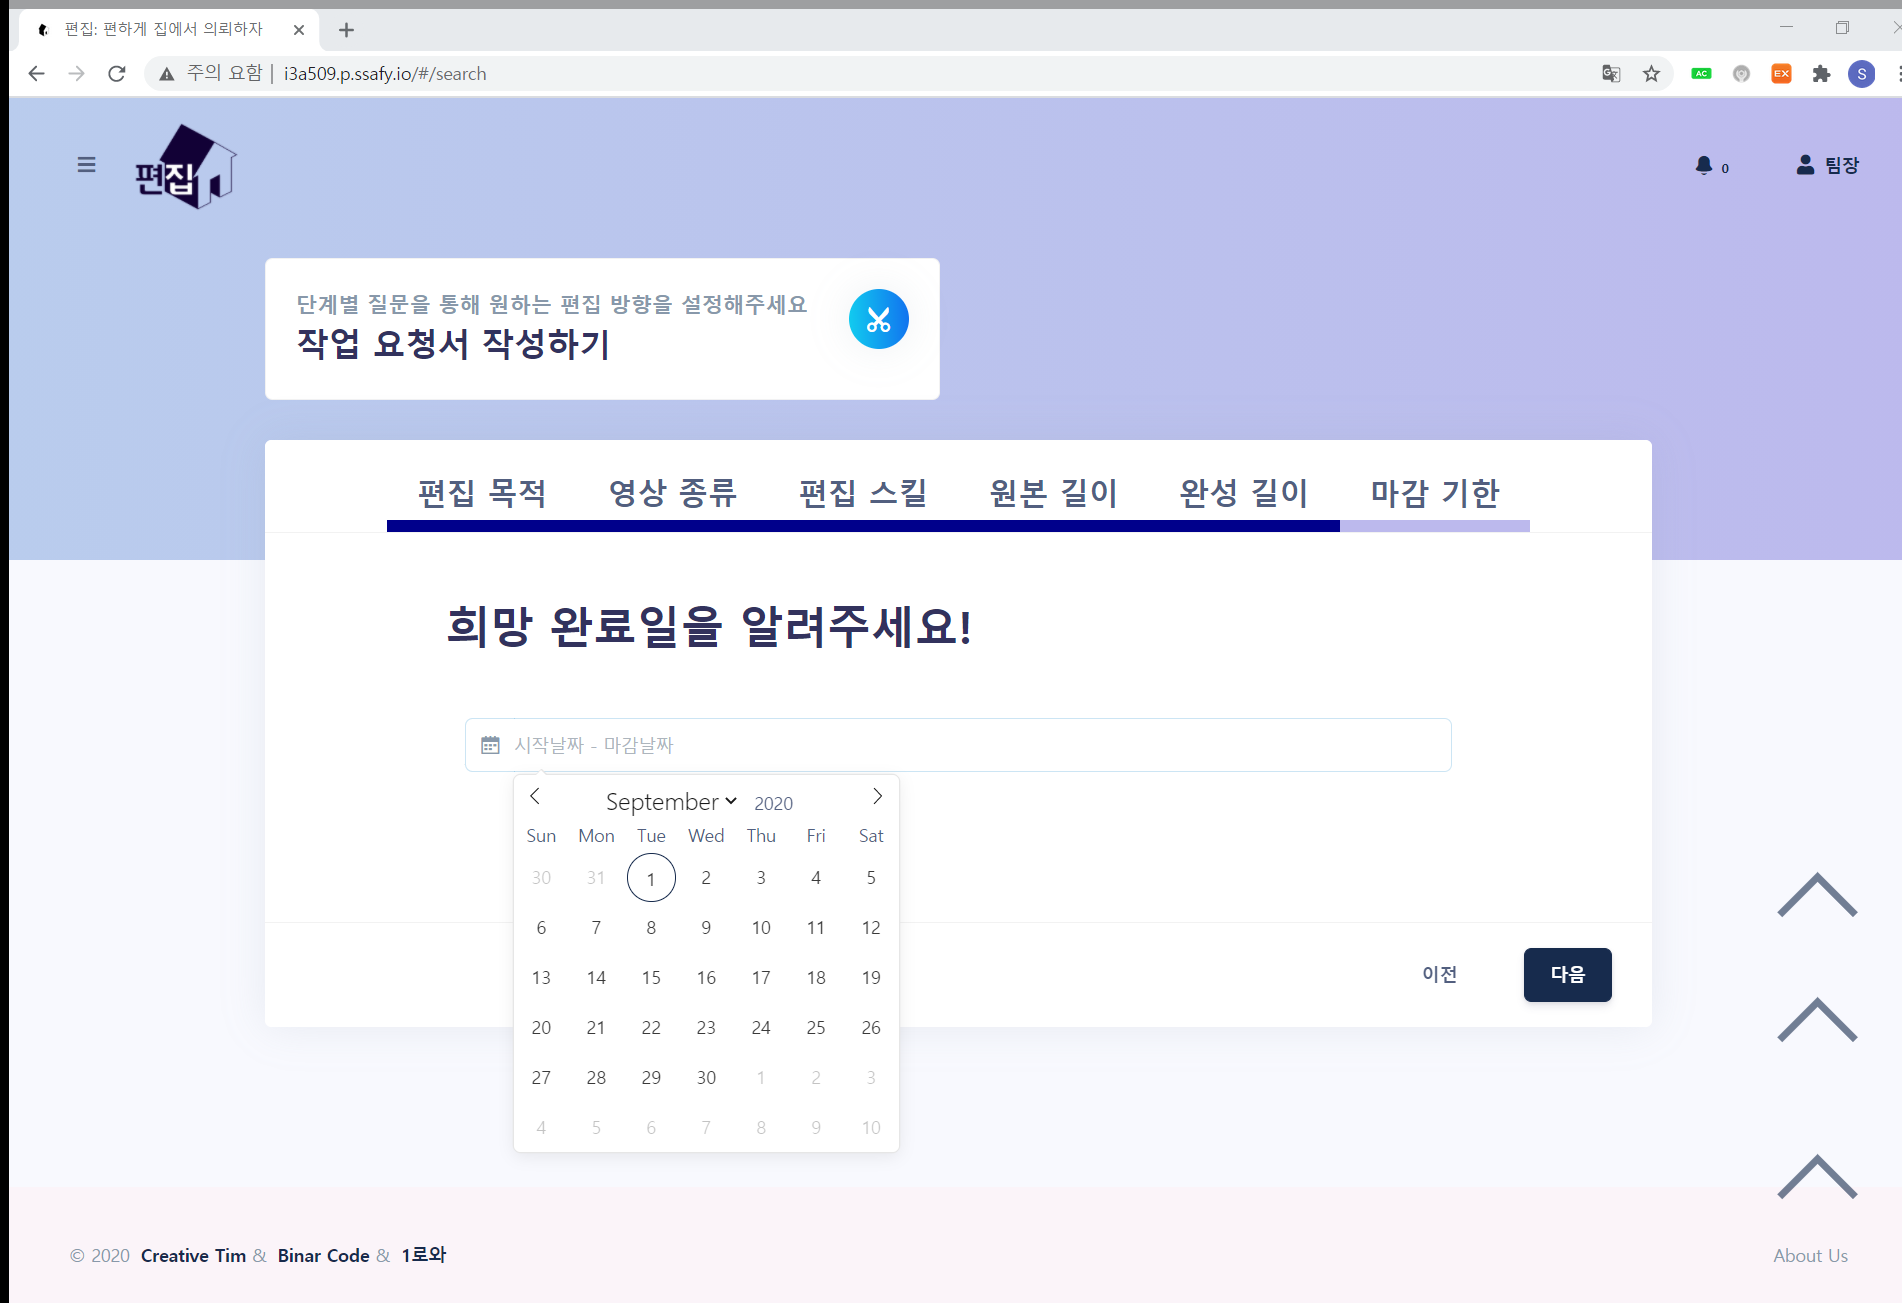 편집: 편하게 집에서 의뢰하자
주의 요함 | i3a509.p.ssafy.io/#/search
AC
EX
S
편집
0
팀장
단계별 질문을 통해 원하는 편집 방향을 설정해주세요
작업 요청서 작성하기
편집 목적 영상 종류 편집 스킬 원본 길이 완성 길이 마감 기한
희망 완료일을 알려주세요!
시작날짜 - 마감날짜
September 2020
Sun Mon Tue Wed Thu Fri Sat
30 31 1 2 3 4 5
6 7 8 9 10 11 12
13 14 15 16 17 18 19
20 21 22 23 24 25 26
27 28 29 30 1 2 3
4 5 6 7 8 9 10
이전 다음
© 2020 Creative Tim & Binar Code & 1로와
About Us